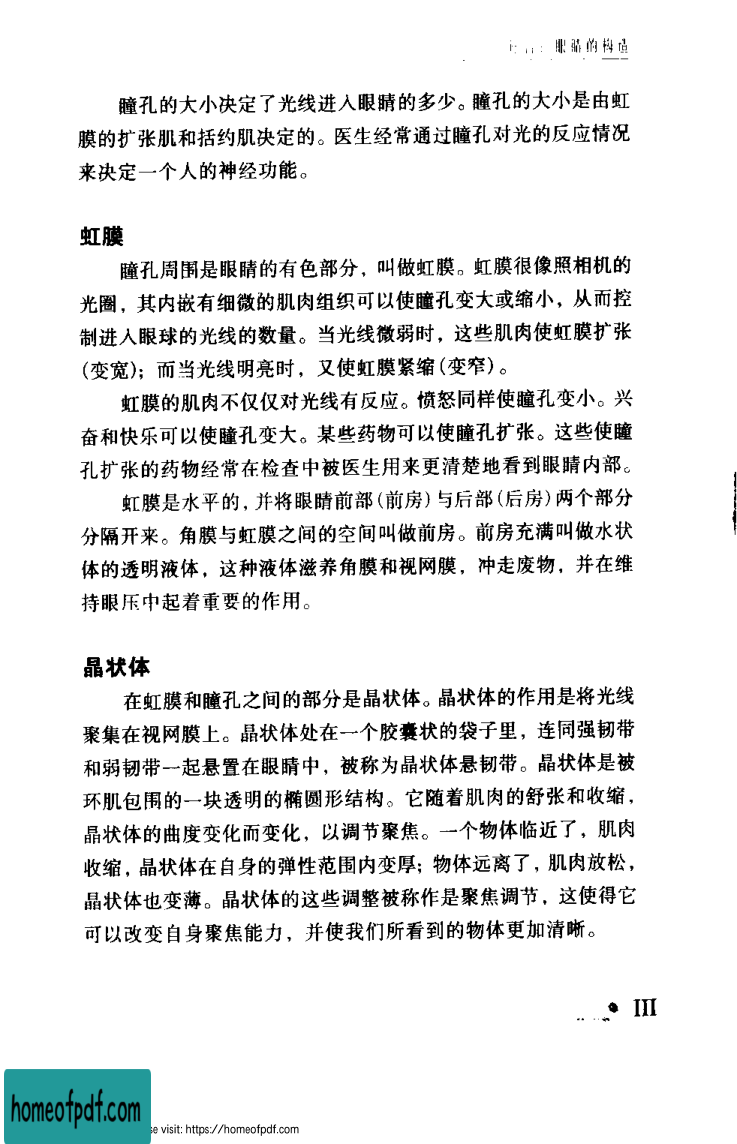 眼睛的构造
瞳孔的大小决定了光线进入眼睛的多少。瞳孔的大小是由虹
膜的扩张肌和括约肌决定的。医生经常通过瞳孔对光的反应情况
来决定一个人的神经功能。
虹膜
瞳孔周围是眼睛的有色部分，叫做虹膜。虹膜很像照相机的
光圈，其内嵌有细微的肌肉组织可以使瞳孔变大或缩小，从而控
制进入眼球的光线的数量。当光线微弱时，这些肌肉使虹膜扩张
(变宽)；而当光线明亮时，又使虹膜紧缩(变窄)。
虹膜的肌肉不仅仅对光线有反应。愤怒同样使瞳孔变小。兴
奋和快乐可以使瞳孔变大。某些药物可以使瞳孔扩张。这些使瞳
孔扩张的药物经常在检查中被医生用来更清楚地看到眼睛内部。
虹膜是水平的，并将眼睛前部(前房)与后部(后房)两个部分
分隔开来。角膜与虹膜之间的空间叫做前房。前房充满叫做水状
体的透明液体，这种液体滋养角膜和视网膜，冲走废物，并在维
持眼压中起着重要的作用。
晶状体
在虹膜和瞳孔之间的部分是晶状体。晶状体的作用是将光线
聚集在视网膜上。晶状体处在一个胶囊状的袋子里，连同强韧带
和弱韧带一起悬置在眼睛中，被称为晶状体悬韧带。晶状体是被
环肌包围的一块透明的椭圆形结构。它随着肌肉的舒张和收缩，
晶状体的曲度变化而变化，以调节聚焦。一个物体临近了，肌肉
收缩，晶状体在自身的弹性范围内变厚；物体远离了，肌肉放松，
晶状体也变薄。晶状体的这些调整被称作是聚焦调节，这使得它
可以改变自身聚焦能力，并使我们所看到的物体更加清晰。
III
homeofpdf.com
se visit: https://homeofpdf.com